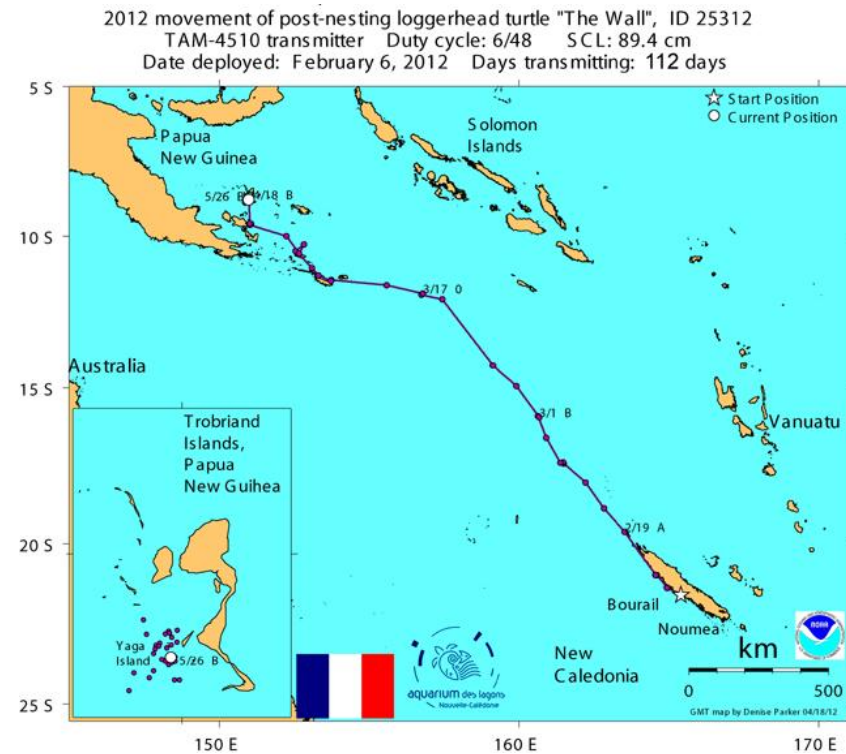 2012 movement of post-nesting loggerhead turtle "The Wall", ID 25312
TAM-4510 transmitter Duty cycle: 6/48 SCL: 89.4 cm
Date deployed: February 6, 2012 Days transmitting: 112 days
5 S
Start Position
Current Position
Papua
New Guinea
Solomon
Islands
5/26 B
4/18 B
10 S
3/17 O
Australia
15 S
3/1 B
Vanuatu
Trobriand
Islands,
Papua
New Guihea
20 S
2/19 A
Bourail
Noumea
Yaga
Island
5/26 B
New
Caledonia
km
0 500
aquarium des lagons
Nouvelle-Calédonie
GMT map by Denise Parker 04/18/12
25 S
150 E 160 E 170 E